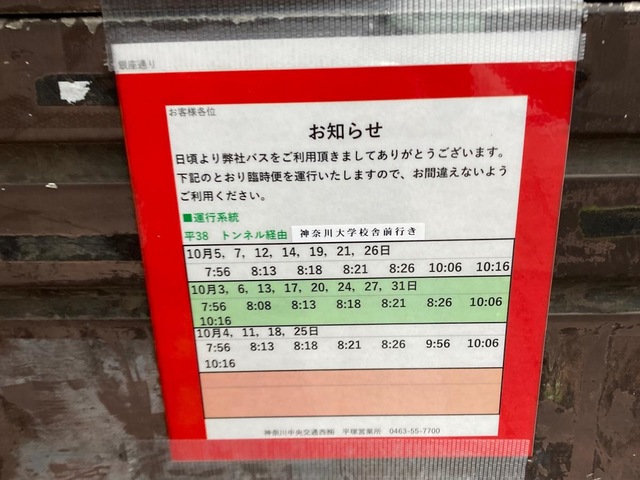 銀座通り
お客様各位
お知らせ
日頃より弊社バスをご利用頂きましてありがとうございます。
下記のとおり臨時便を運行いたしますので、お間違えないよう
ご利用ください。
■運行系統
平38 トンネル経由 神奈川大学校舎前行き
10月5, 7, 12, 14, 19, 21, 26日
7:56 8:13 8:18 8:21 8:26 10:06 10:16
10月3, 6, 13, 17, 20, 24, 27, 31日
7:56 8:08 8:13 8:18 8:21 8:26 10:06
10:16
10月4, 11, 18, 25日
7:56 8:13 8:18 8:21 8:26 9:56 10:06
10:16
神奈川中央交通西㈱ 平塚営業所 0463-55-7700